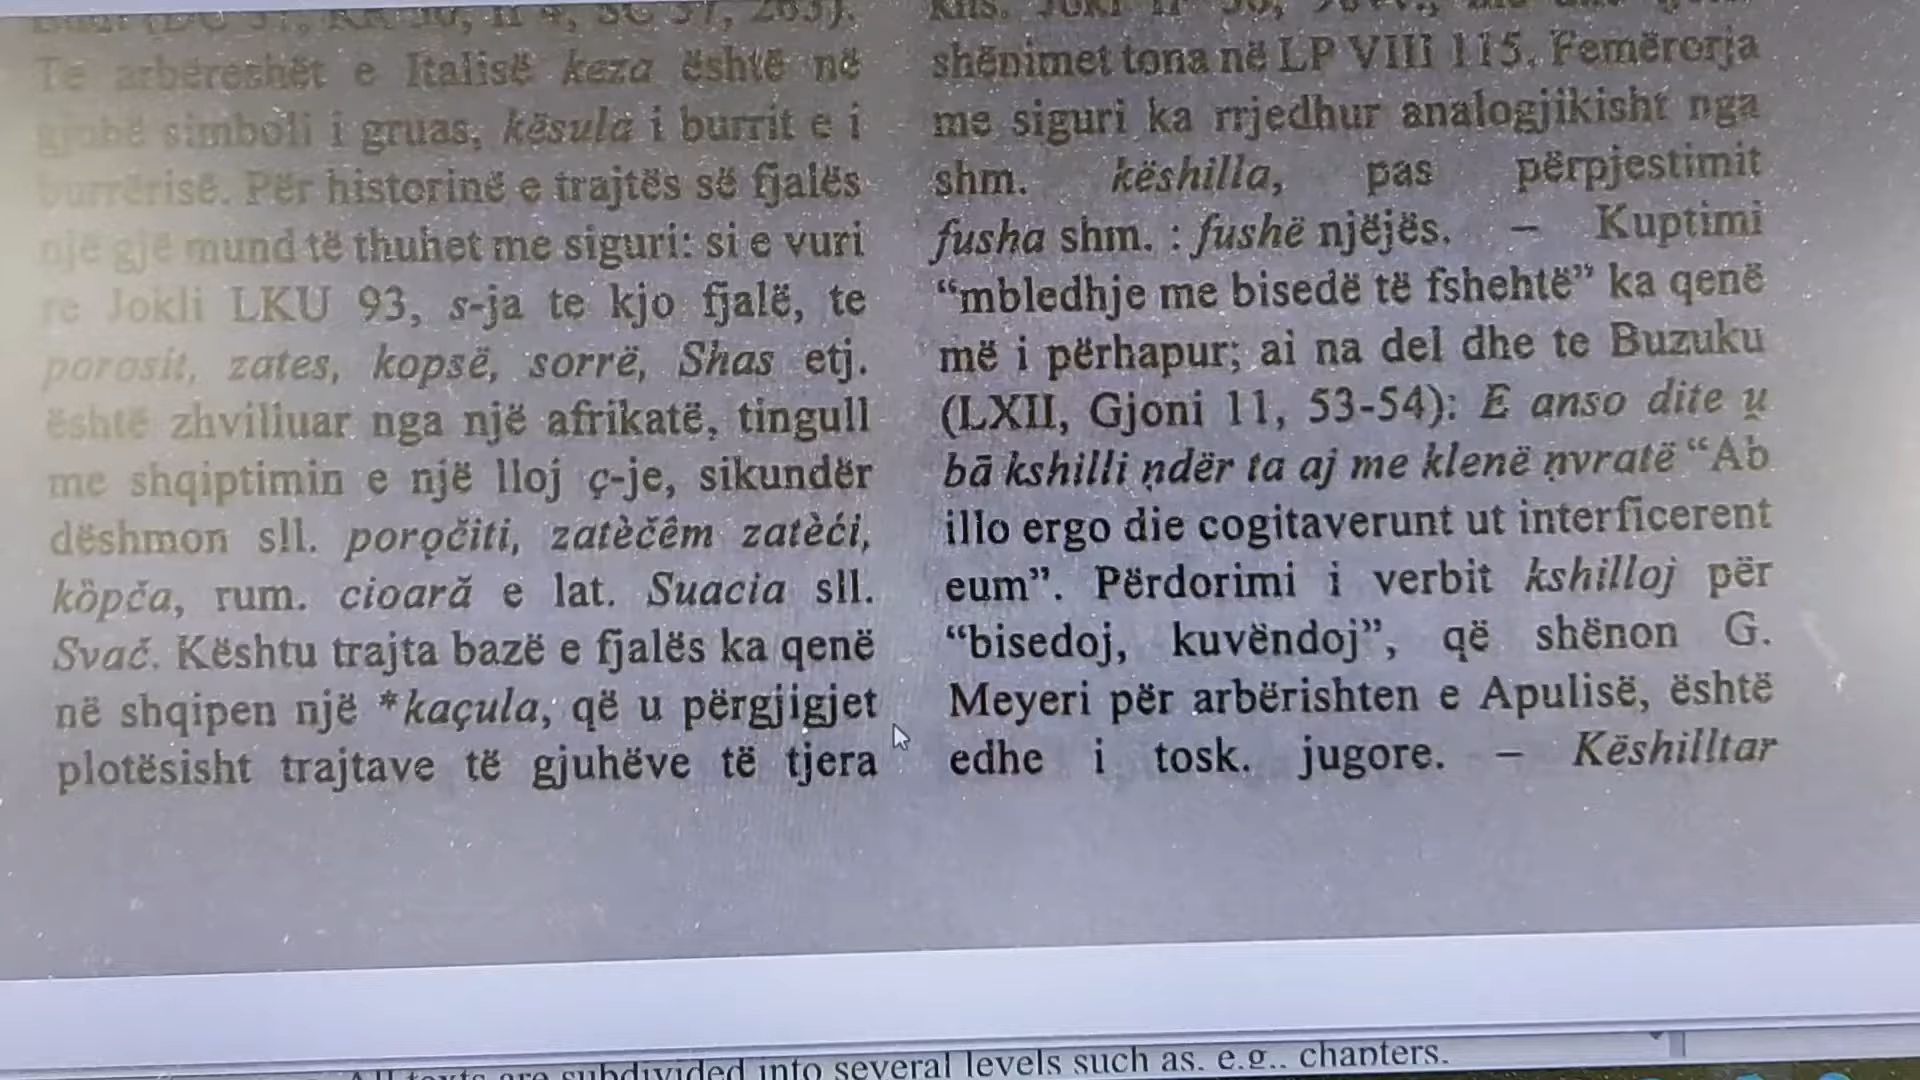 Te arbëreshët e Italisë keza është në
gjithë simboli i gruas, kësula i burrit e i
burrërisë. Për historinë e trajtës së fjalës
një gjë mund të thuhet me siguri: si e vuri
re Jokli LKU 93, s-ja te kjo fjalë, te
porosit, zates, kopsë, sorrë, Shas etj.
është zhvilluar nga një afrikatë, tingull
me shqiptimin e një lloj ç-je, sikundër
dëshmon sll. porǫčiti, zatèčêm zatèći,
kȍpča, rum. cioară e lat. Suacia sll.
Svač. Kështu trajta bazë e fjalës ka qenë
në shqipen një *kaçula, që u përgjigjet
plotësisht trajtave të gjuhëve të tjera
shënimet tona në LP VIII 115. Femërorja
me siguri ka rrjedhur analogjikisht nga
shm. këshilla, pas përpjestimit
fusha shm. : fushë njëjës. – Kuptimi
“mbledhje me bisedë të fshehtë” ka qenë
më i përhapur; ai na del dhe te Buzuku
(LXII, Gjoni 11, 53-54): E anso dite ṵ
bā kshilli ṇdër ta aj me klenë ṇvratë “Ab
illo ergo die cogitaverunt ut interficerent
eum”. Përdorimi i verbit kshilloj për
“bisedoj, kuvëndoj”, që shënon G.
Meyeri për arbërishten e Apulisë, është
edhe i tosk. jugore. – Këshilltar
subdivided into several levels such as, e.g., chapters.